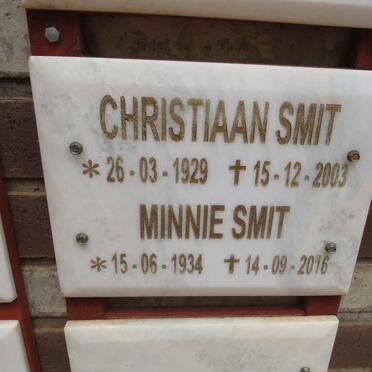 CHRISTIAAN SMIT
* 26 - 03 - 1929 ✝ 15 - 12 - 2003
MINNIE SMIT
* 15 - 06 - 1934 ✝ 14 - 09 - 2016